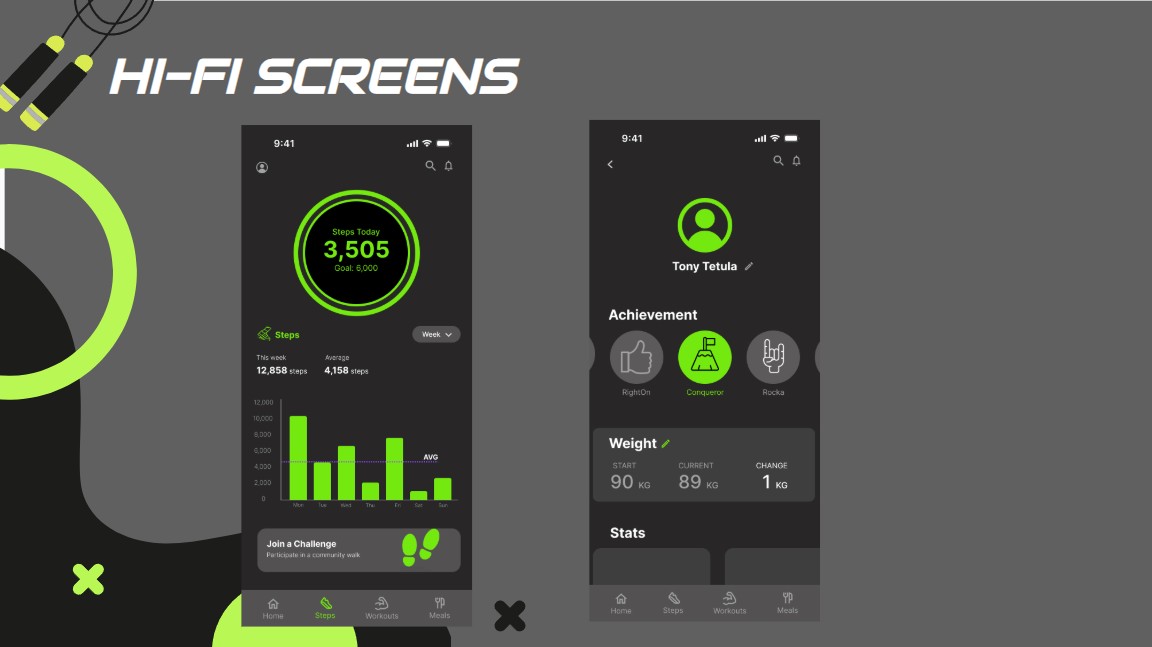 HI-FI SCREENS
9:41
Steps Today
3,505
Goal: 6,000
Steps
Week
This week
Average
12,858 steps
4,158 steps
12,000
10,000
8,000
6,000
4,000
2,000
0
AVG
Mon Tue Wed Thu Fri Sat Sun
Join a Challenge
Participate in a community walk
Home Steps Workouts Meals
9:41
Tony Tetula
Achievement
RightOn Conqueror Rocka
Weight
START CURRENT CHANGE
90 KG 89 KG 1 KG
Stats
Home Steps Workouts Meals